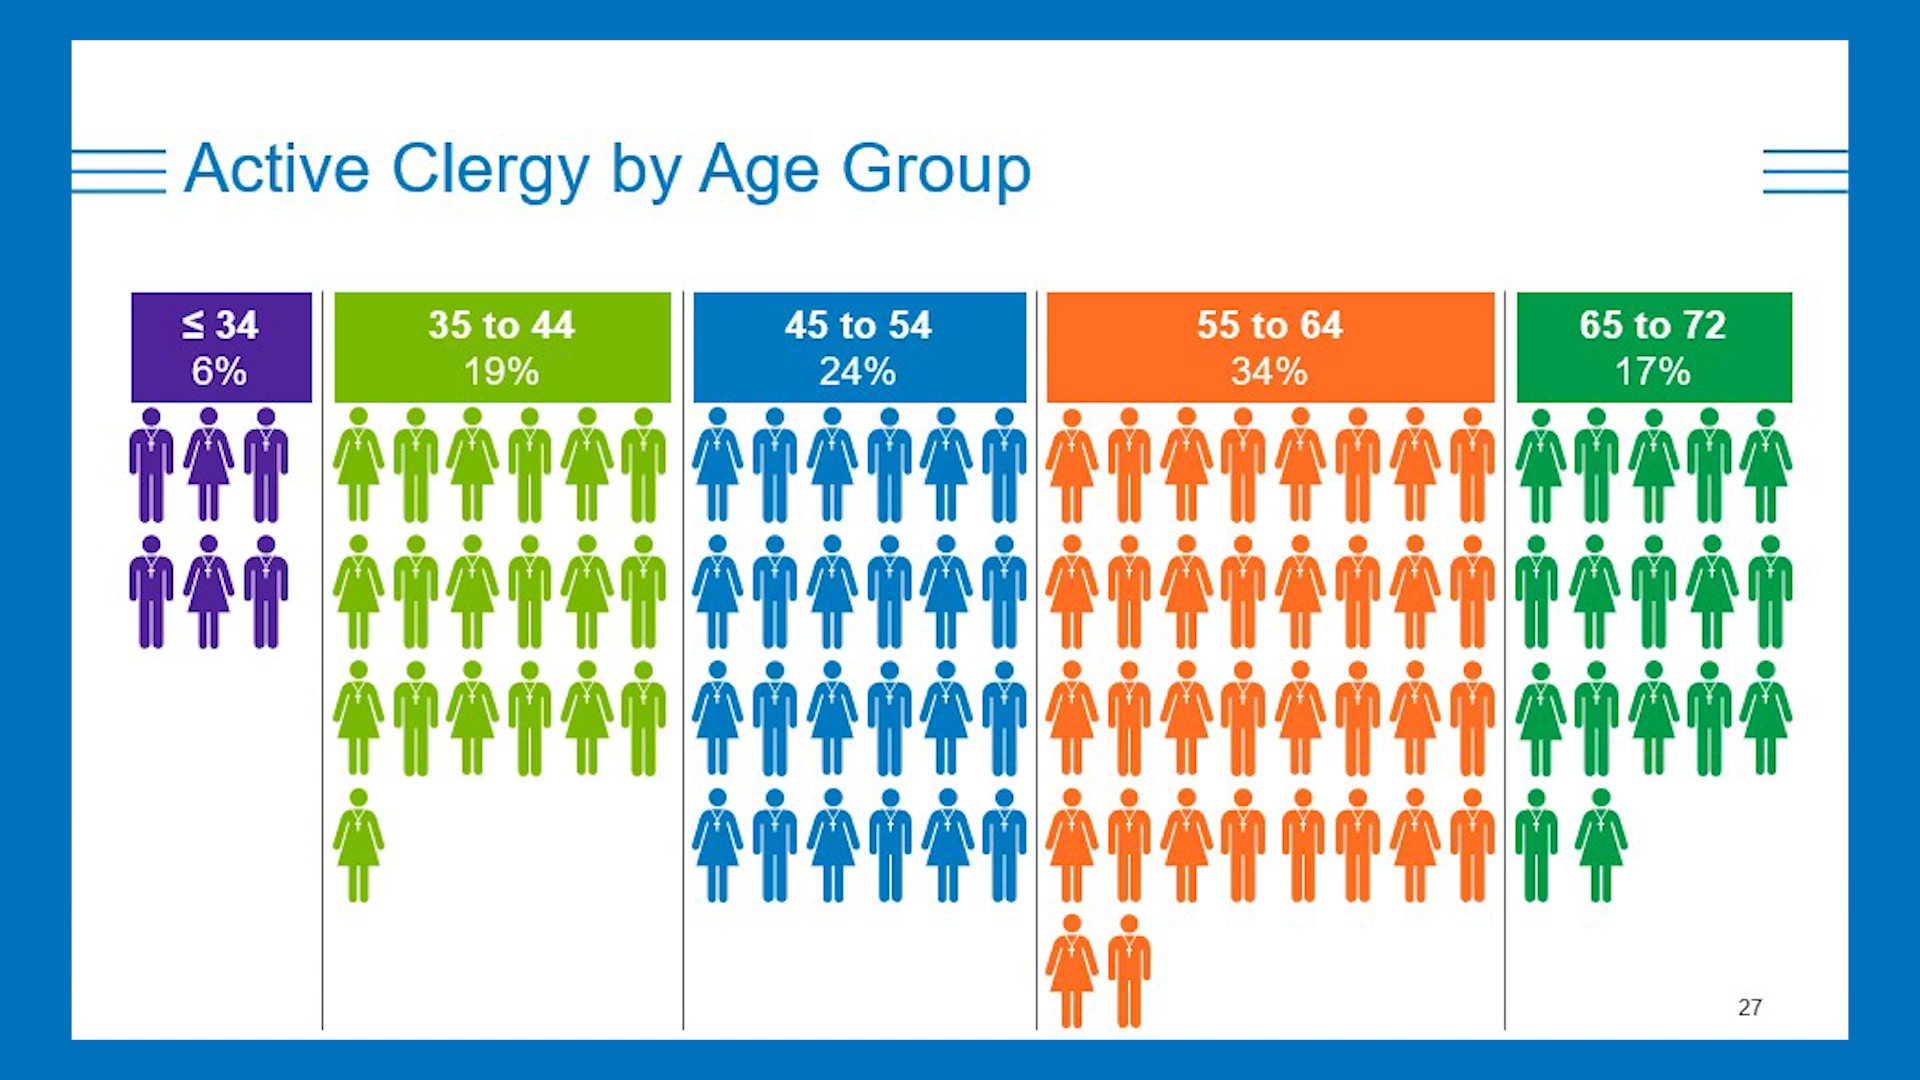 Active Clergy by Age Group
≤ 34
6%
35 to 44
19%
45 to 54
24%
55 to 64
34%
65 to 72
17%
27